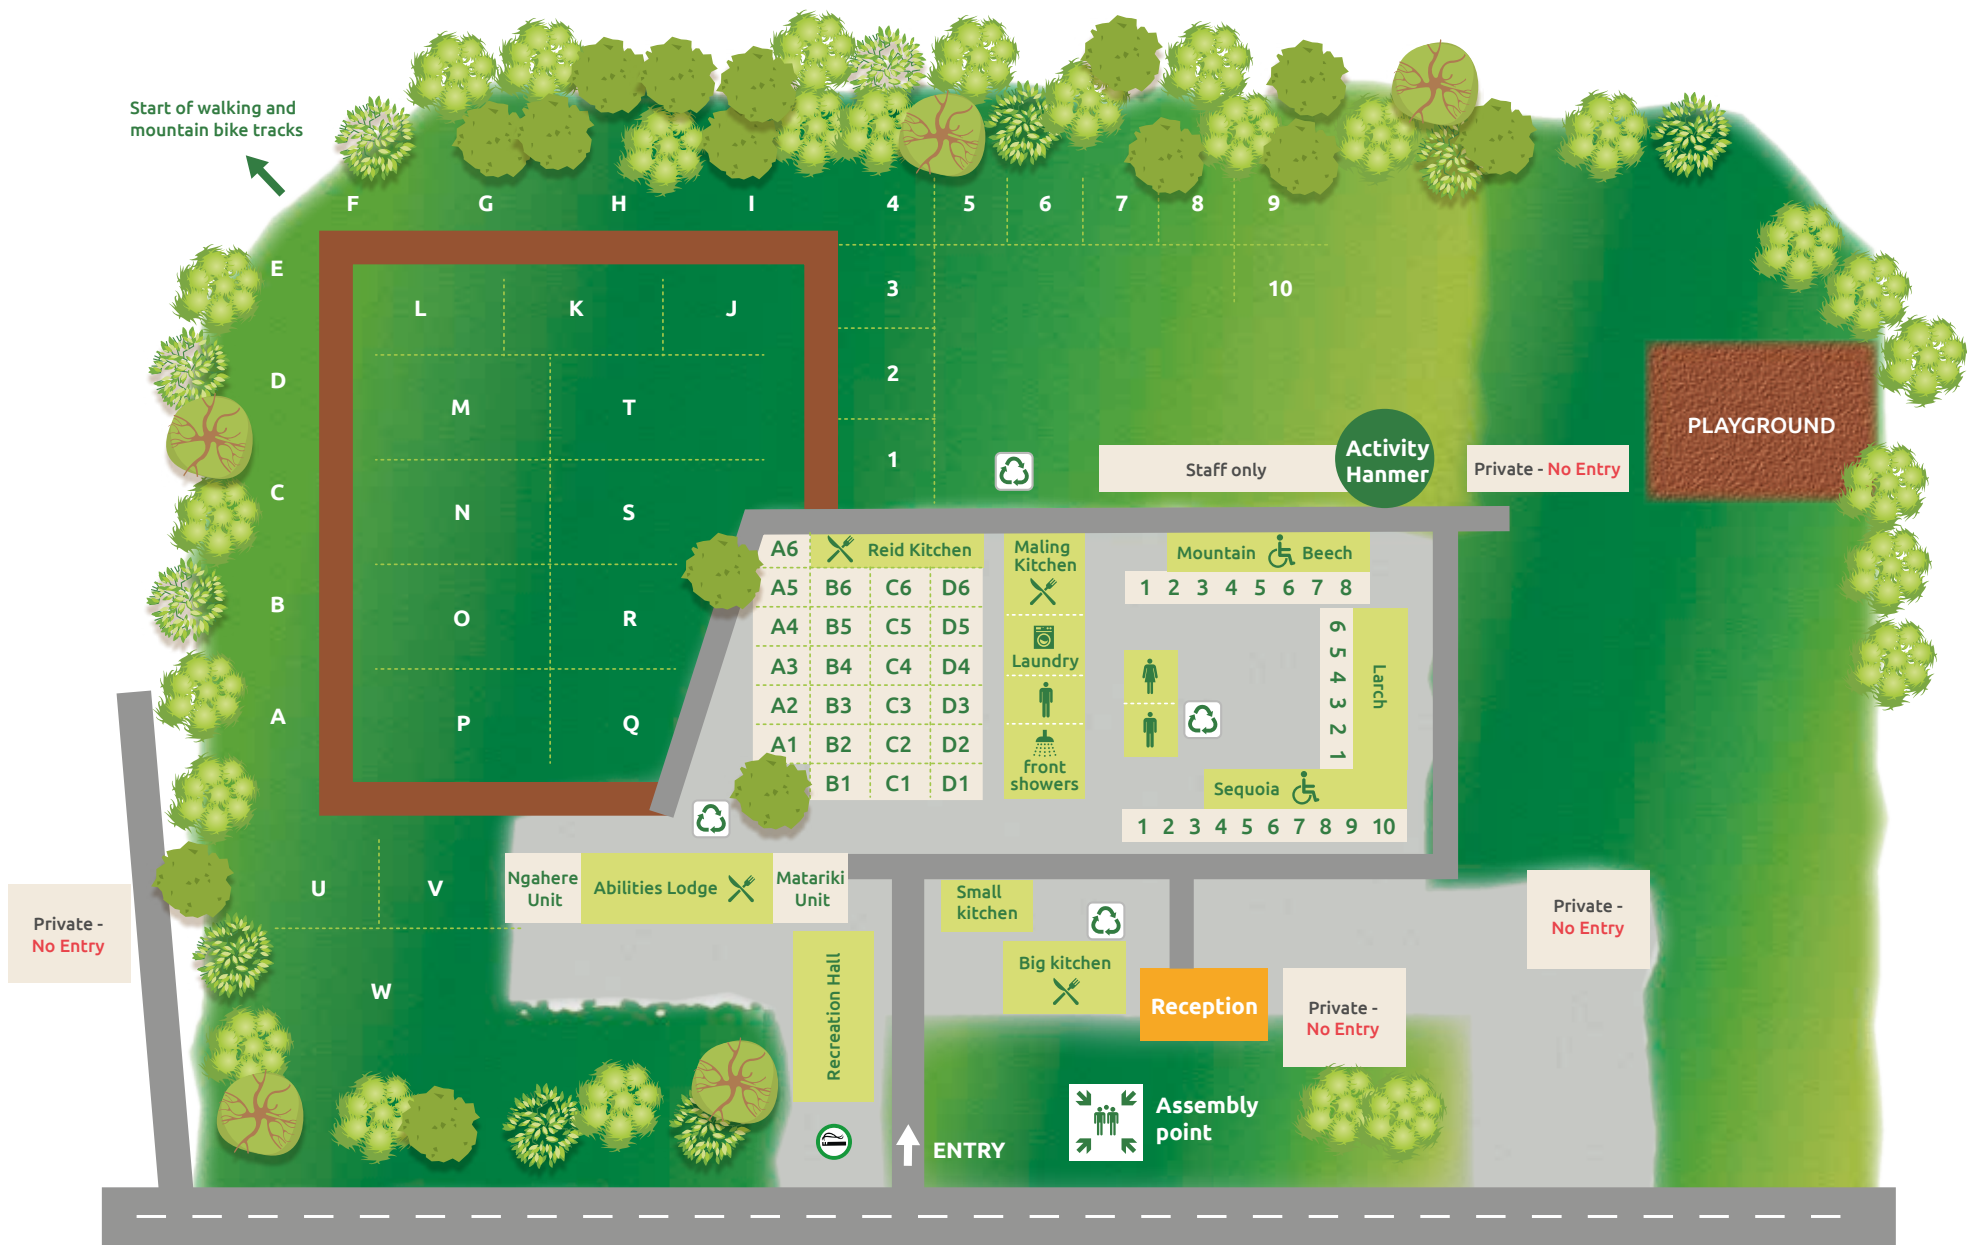 Start of walking and
mountain bike tracks
F G H I 4 5 6 7 8 9
E
L K J 3 10
D
M T 2
PLAYGROUND
C
N S 1
Staff only
Activity
Hanmer
Private - No Entry
B
O R
A
P Q
A6 Reid Kitchen
A5 B6 C6 D6
A4 B5 C5 D5
A3 B4 C4 D4
A2 B3 C3 D3
A1 B2 C2 D2
B1 C1 D1
Maling
Kitchen
Laundry
front
showers
Mountain Beech
1 2 3 4 5 6 7 8
6 5 4 3 2 1
Larch
Sequoia
1 2 3 4 5 6 7 8 9 10
U V
W
Private -
No Entry
Ngahere
Unit
Abilities Lodge
Matariki
Unit
Recreation Hall
Small
kitchen
Big kitchen
Reception
Private -
No Entry
Private -
No Entry
Assembly
point
ENTRY